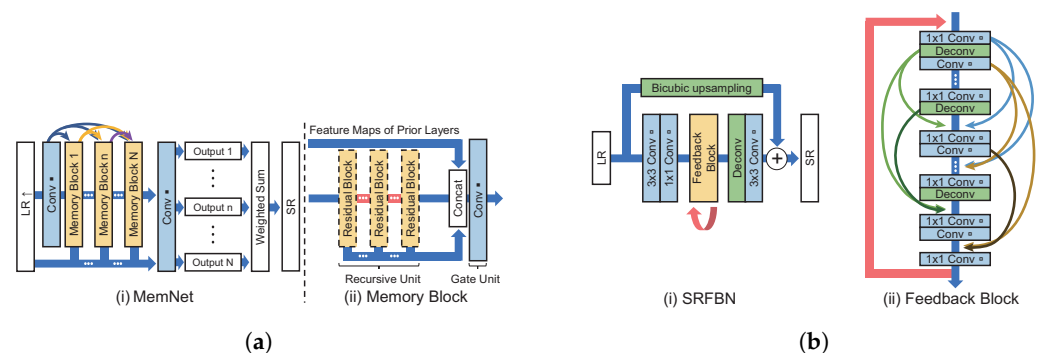 LR↑
Conv ▪
Memory Block 1
Memory Block n
Memory Block N
Conv ▪
Output 1
Output n
Output N
Weighted Sum
SR
(i) MemNet
Feature Maps of Prior Layers
Residual Block
Residual Block
Residual Block
Concat
Conv ▪
Recursive Unit
Gate Unit
(ii) Memory Block
(a)
Bicubic upsampling
LR
3x3 Conv ▫
1x1 Conv ▫
Feedback
Block
Deconv
3x3 Conv ▫
+
SR
(i) SRFBN
1x1 Conv ▫
Deconv
Conv ▫
1x1 Conv ▫
Deconv
1x1 Conv ▫
Conv ▫
1x1 Conv ▫
Deconv
1x1 Conv ▫
Conv ▫
1x1 Conv ▫
(ii) Feedback Block
(b)